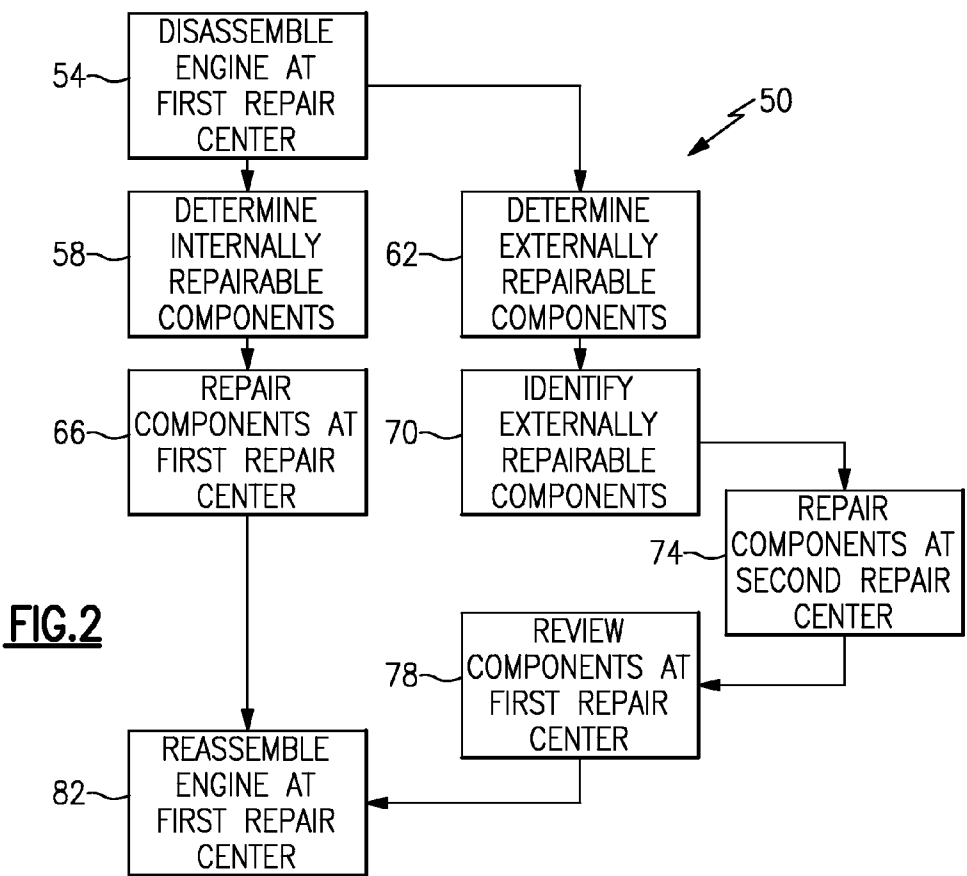 DISASSEMBLE
ENGINE AT
FIRST REPAIR
CENTER
54
50
DETERMINE
INTERNALLY
REPAIRABLE
COMPONENTS
58
DETERMINE
EXTERNALLY
REPAIRABLE
COMPONENTS
62
REPAIR
COMPONENTS AT
FIRST REPAIR
CENTER
66
IDENTIFY
EXTERNALLY
REPAIRABLE
COMPONENTS
70
REPAIR
COMPONENTS AT
SECOND REPAIR
CENTER
74
FIG.2
REVIEW
COMPONENTS AT
FIRST REPAIR
CENTER
78
REASSEMBLE
ENGINE AT
FIRST REPAIR
CENTER
82